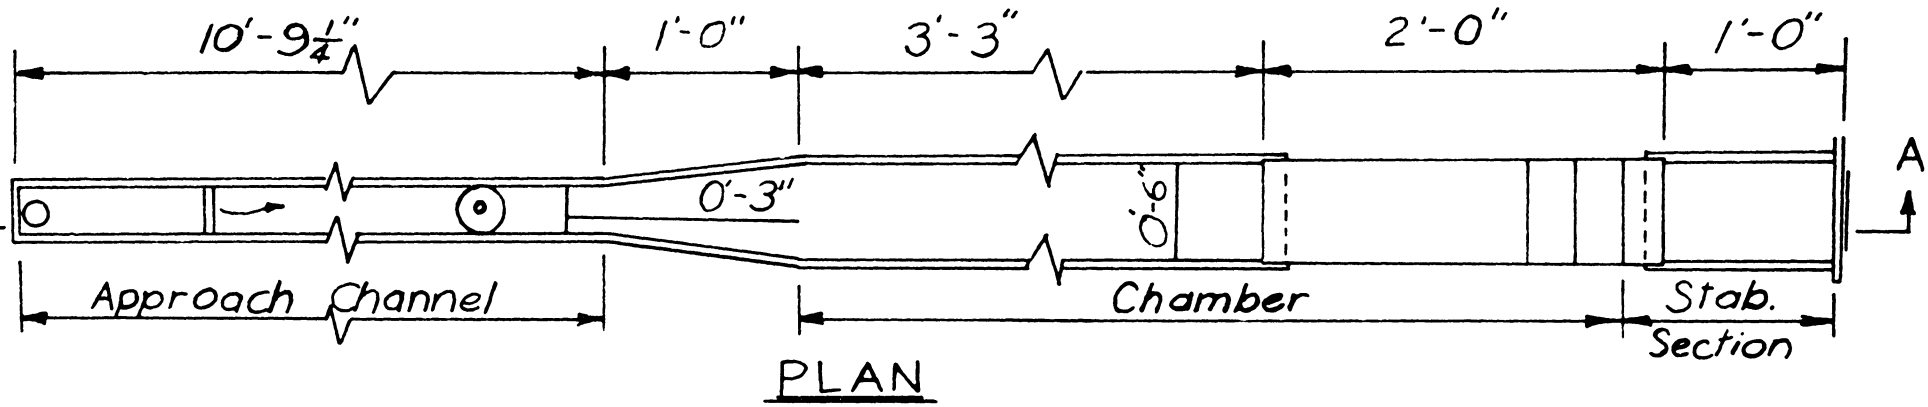 10'-9 1/4" 1'-0" 3'-3" 2'-0" 1'-0"
A
0'-3" 0'-6"
Approach Channel Chamber Stab.
Section
PLAN